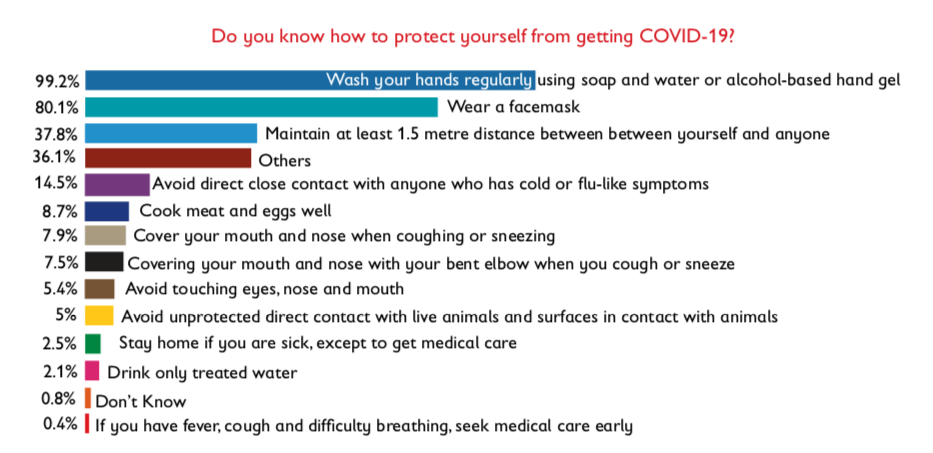 Do you know how to protect yourself from getting COVID-19?
99.2% Wash your hands regularly using soap and water or alcohol-based hand gel
80.1% Wear a facemask
37.8% Maintain at least 1.5 metre distance between between yourself and anyone
36.1% Others
14.5% Avoid direct close contact with anyone who has cold or flu-like symptoms
8.7% Cook meat and eggs well
7.9% Cover your mouth and nose when coughing or sneezing
7.5% Covering your mouth and nose with your bent elbow when you cough or sneeze
5.4% Avoid touching eyes, nose and mouth
5% Avoid unprotected direct contact with live animals and surfaces in contact with animals
2.5% Stay home if you are sick, except to get medical care
2.1% Drink only treated water
0.8% Don't Know
0.4% If you have fever, cough and difficulty breathing, seek medical care early